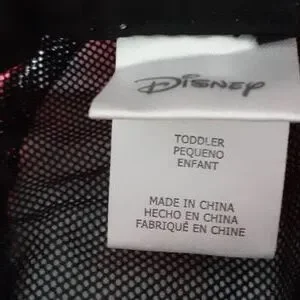 Disney
TODDLER
PEQUENO
ENFANT
MADE IN CHINA
HECHO EN CHINA
FABRIQUÉ EN CHINE